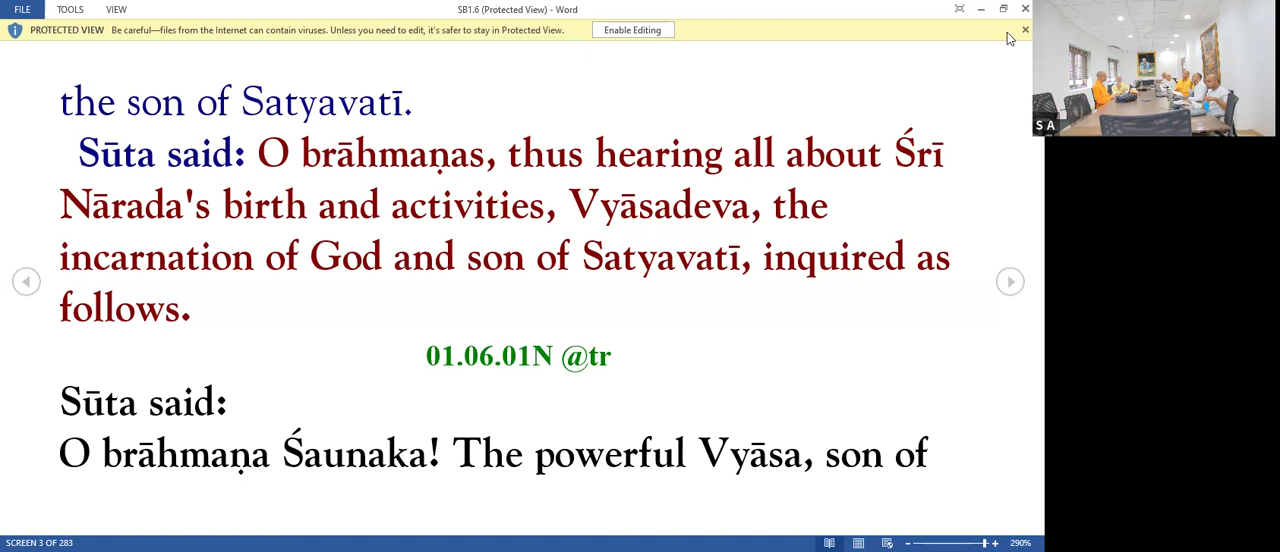 FILE TOOLS VIEW SB1.6 (Protected View) - Word
PROTECTED VIEW Be careful—files from the Internet can contain viruses. Unless you need to edit, it's safer to stay in Protected View. Enable Editing
the son of Satyavatī.
Sūta said: O brāhmaṇas, thus hearing all about Śrī
Nārada's birth and activities, Vyāsadeva, the
incarnation of God and son of Satyavatī, inquired as
follows.
01.06.01N @tr
Sūta said:
O brāhmaṇa Śaunaka! The powerful Vyāsa, son of
SCREEN 3 OF 283 290%
S A